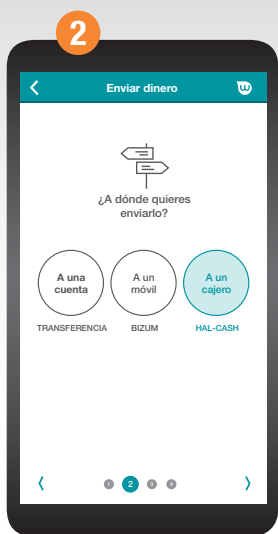 2
Enviar dinero
¿A dónde quieres
enviarlo?
A una
cuenta
A un
móvil
A un
cajero
TRANSFERENCIA
BIZUM
HAL-CASH
1 2 3 4